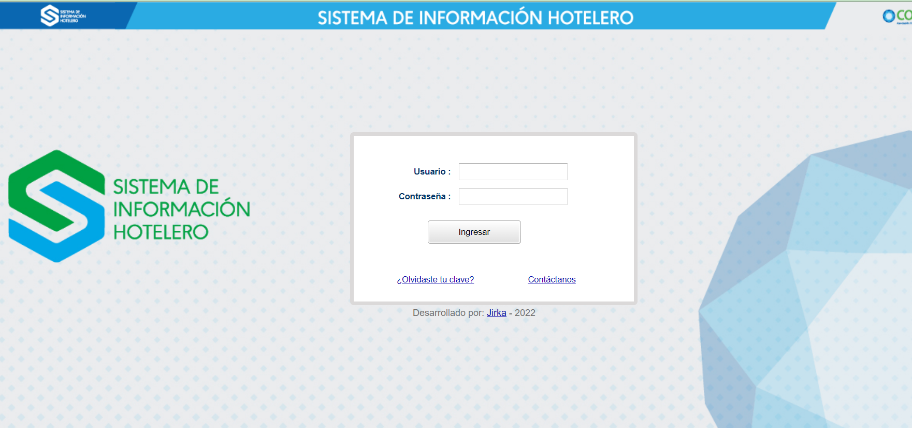 SISTEMA DE
INFORMACIÓN
HOTELERO
SISTEMA DE INFORMACIÓN HOTELERO
CO
SISTEMA DE
INFORMACIÓN
HOTELERO
Usuario :
Contraseña :
Ingresar
¿Olvidaste tu clave?
Contáctanos
Desarrollado por: Jirka - 2022